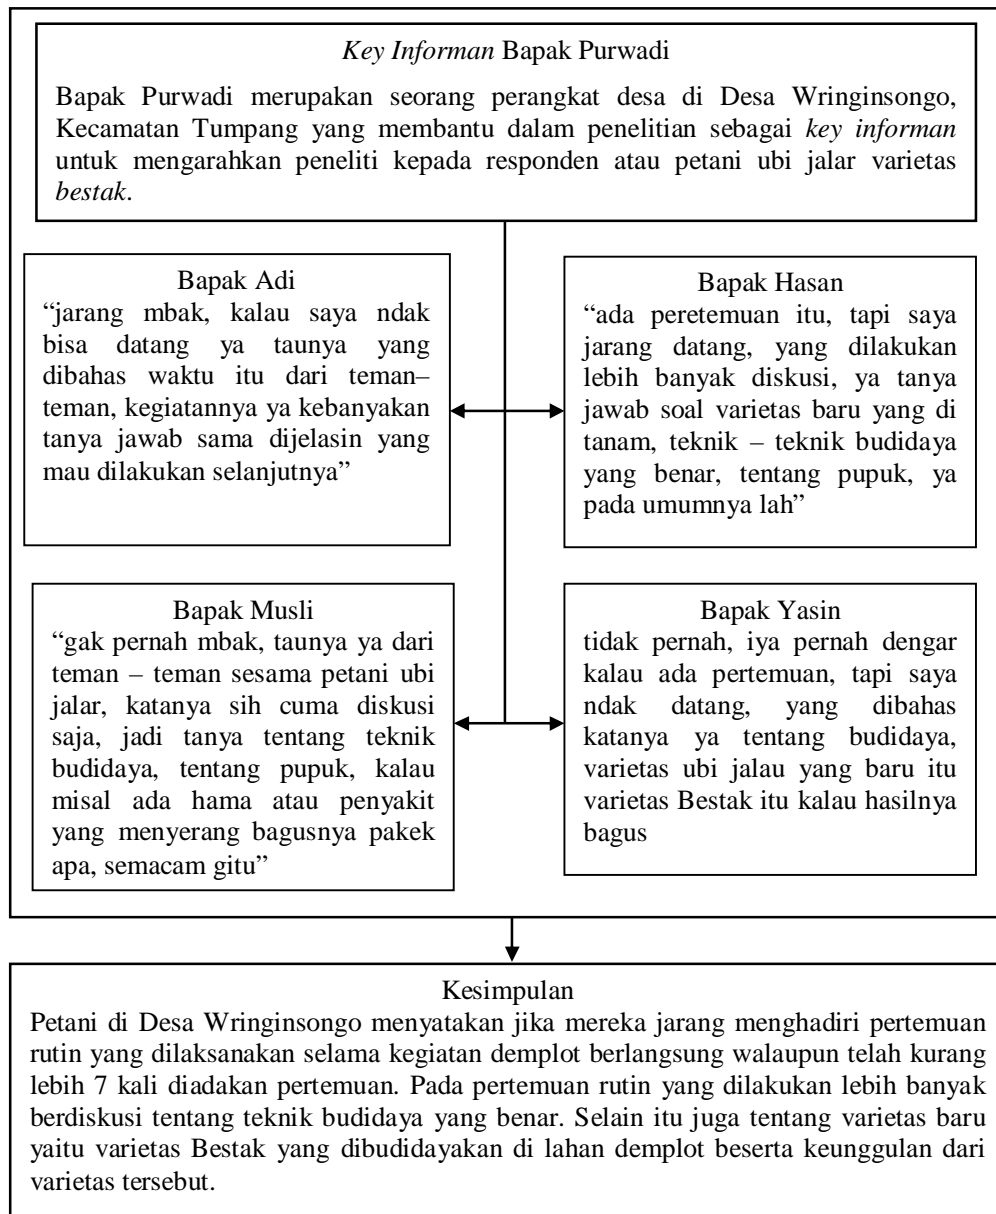 Key Informan Bapak Purwadi
Bapak Purwadi merupakan seorang perangkat desa di Desa Wringinsongo,
Kecamatan Tumpang yang membantu dalam penelitian sebagai key informan
untuk mengarahkan peneliti kepada responden atau petani ubi jalar varietas
bestak.
Bapak Adi
“jarang mbak, kalau saya ndak
bisa datang ya taunya yang
dibahas waktu itu dari teman–
teman, kegiatannya ya kebanyakan
tanya jawab sama dijelasin yang
mau dilakukan selanjutnya”
Bapak Hasan
“ada peretemuan itu, tapi saya
jarang datang, yang dilakukan
lebih banyak diskusi, ya tanya
jawab soal varietas baru yang di
tanam, teknik – teknik budidaya
yang benar, tentang pupuk, ya
pada umumnya lah”
Bapak Musli
“gak pernah mbak, taunya ya dari
teman – teman sesama petani ubi
jalar, katanya sih cuma diskusi
saja, jadi tanya tentang teknik
budidaya, tentang pupuk, kalau
misal ada hama atau penyakit
yang menyerang bagusnya pakek
apa, semacam gitu”
Bapak Yasin
tidak pernah, iya pernah dengar
kalau ada pertemuan, tapi saya
ndak datang, yang dibahas
katanya ya tentang budidaya,
varietas ubi jalau yang baru itu
varietas Bestak itu kalau hasilnya
bagus
Kesimpulan
Petani di Desa Wringinsongo menyatakan jika mereka jarang menghadiri pertemuan
rutin yang dilaksanakan selama kegiatan demplot berlangsung walaupun telah kurang
lebih 7 kali diadakan pertemuan. Pada pertemuan rutin yang dilakukan lebih banyak
berdiskusi tentang teknik budidaya yang benar. Selain itu juga tentang varietas baru
yaitu varietas Bestak yang dibudidayakan di lahan demplot beserta keunggulan dari
varietas tersebut.